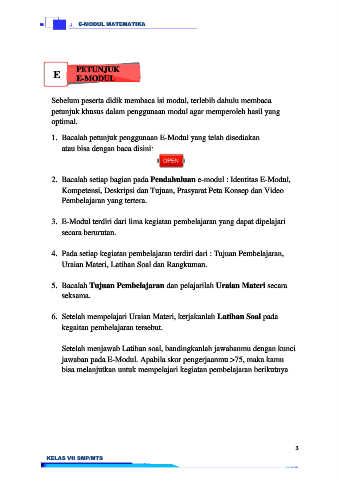 E-MODUL MATEMATIKA
E
PETUNJUK
E-MODUL
Sebelum peserta didik membaca isi modul, terlebih dahulu membaca
petunjuk khusus dalam penggunaan modul agar memperoleh hasil yang
optimal.
1. Bacalah petunjuk penggunaan E-Modul yang telah disediakan
atau bisa dengan baca disini
OPEN
2. Bacalah setiap bagian pada Pendahuluan e-modul : Identitas E-Modul,
Kompetensi, Deskripsi dan Tujuan, Prasyarat Peta Konsep dan Video
Pembelajaran yang tertera.
3. E-Modul terdiri dari lima kegiatan pembelajaran yang dapat dipelajari
secara berurutan.
4. Pada setiap kegiatan pembelajaran terdiri dari : Tujuan Pembelajaran,
Uraian Materi, Latihan Soal dan Rangkuman.
5. Bacalah Tujuan Pembelajaran dan pelajarilah Uraian Materi secara
seksama.
6. Setelah mempelajari Uraian Materi, kerjakanlah Latihan Soal pada
kegaitan pembelajaran tersebut.
Setelah menjawab Latihan soal, bandingkanlah jawabanmu dengan kunci
jawaban pada E-Modul. Apabila skor pengerjaanmu >75, maka kamu
bisa melanjutkan untuk mempelajari kegiatan pembelajaran berikutnya
3
KELAS VII SMP/MTS